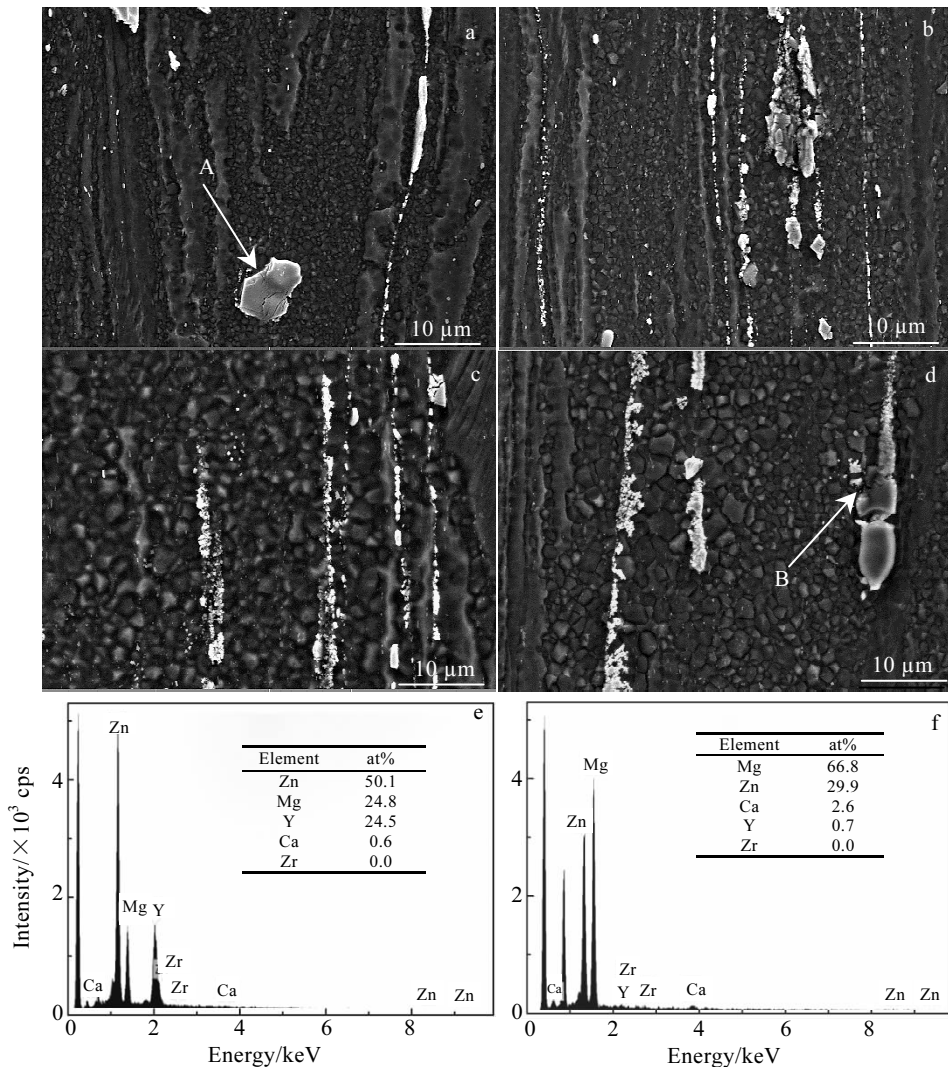 a
A
10 µm
b
10 µm
c
10 µm
d
B
10 µm
e
Zn
Element at%
Zn 50.1
Mg 24.8
Y 24.5
Ca 0.6
Zr 0.0
Mg Y
Zr
Ca Zr Ca Zn Zn
4
2
0
Intensity/×10³ cps
0 2 4 6 8
Energy/keV
f
Element at%
Mg 66.8
Zn 29.9
Ca 2.6
Y 0.7
Zr 0.0
Mg
Zn
Zr
Ca Y Zr Ca Zn Zn
4
2
0
0 2 4 6 8
Energy/keV